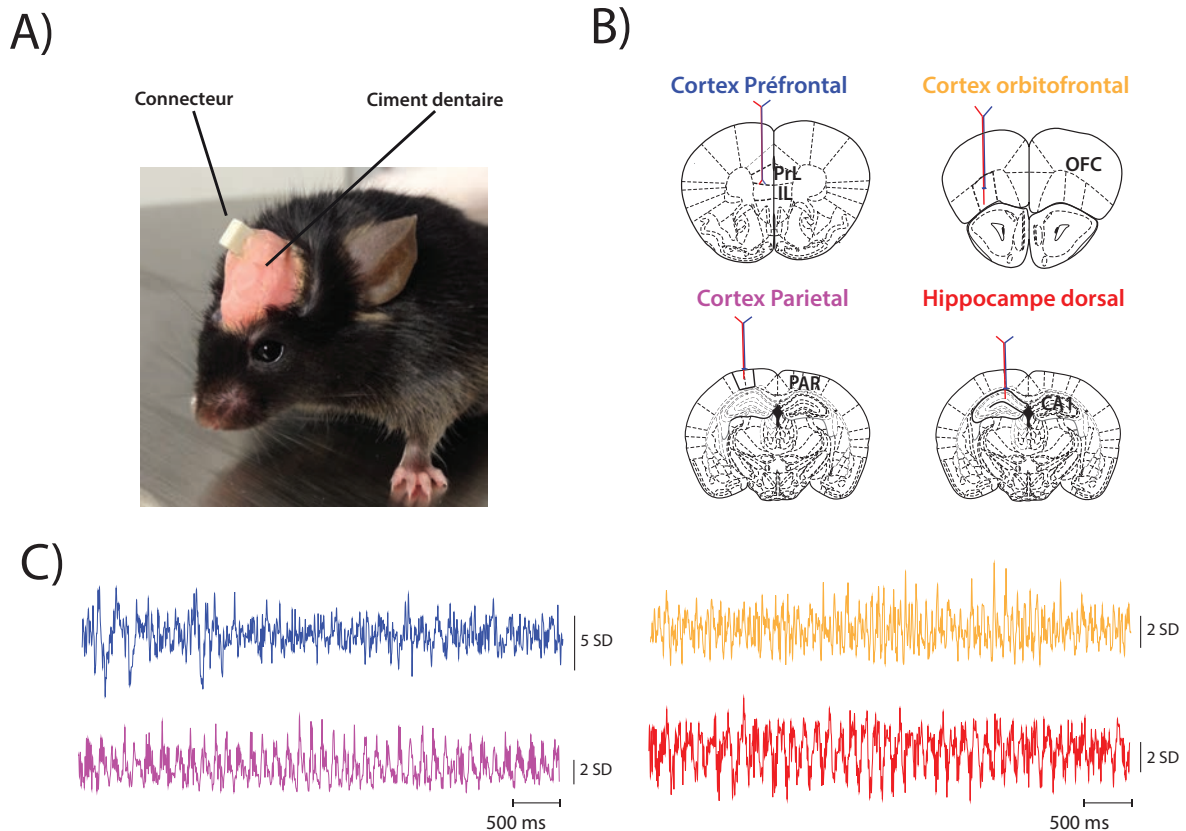 A)
Connecteur
Ciment dentaire
B)
Cortex Préfrontal
PrL
IL
Cortex orbitofrontal
OFC
Cortex Parietal
PAR
Hippocampe dorsal
CA1
C)
5 SD
2 SD
500 ms
2 SD
2 SD
500 ms